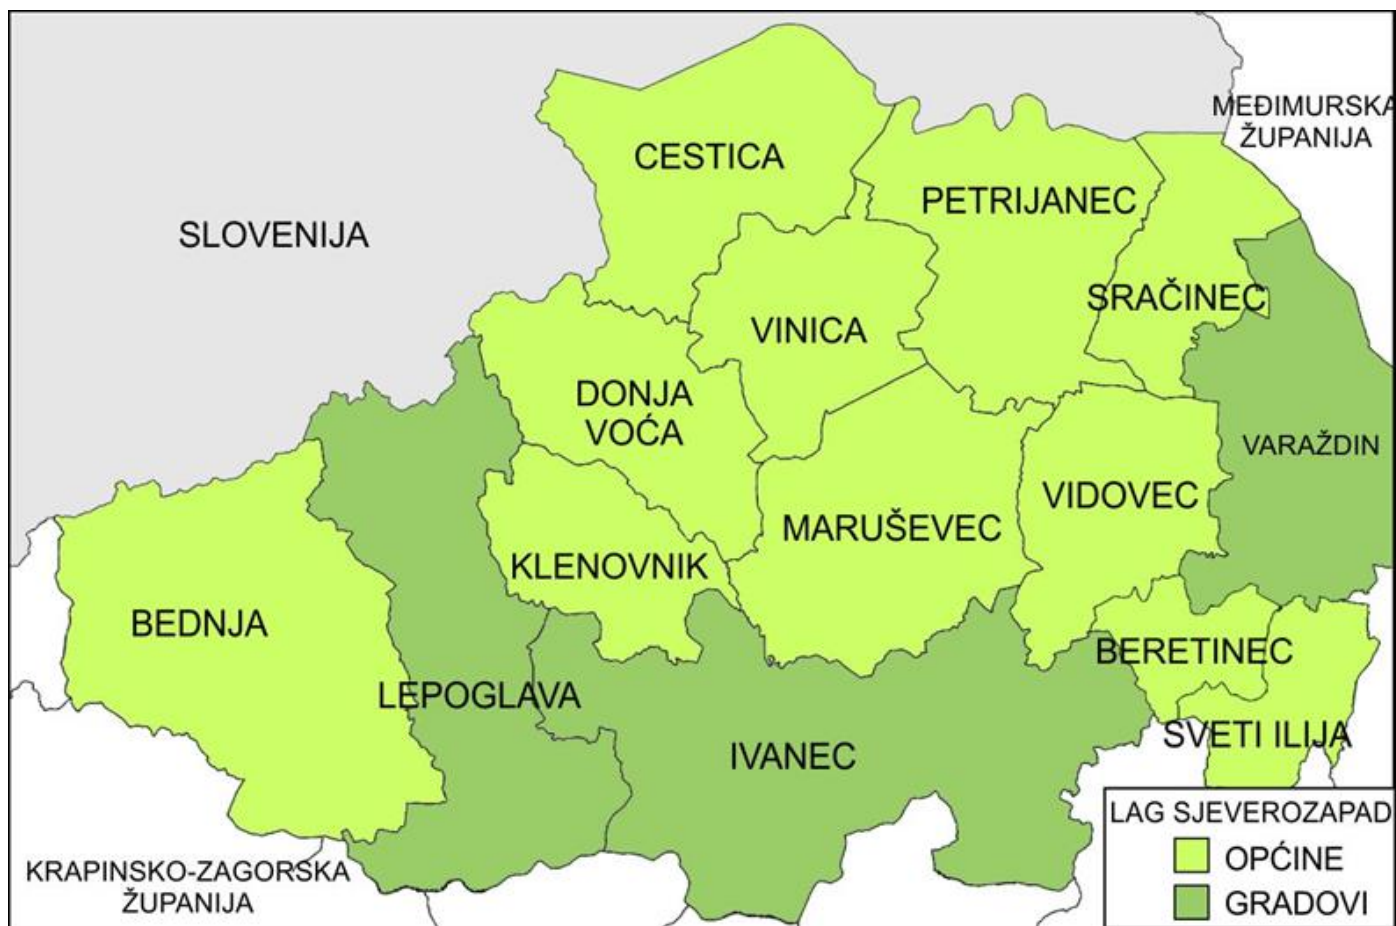 MEĐIMURSKA
ŽUPANIJA
CESTICA
PETRIJANEC
SLOVENIJA
SRAČINEC
VINICA
DONJA
VOĆA
VARAŽDIN
VIDOVEC
MARUŠEVEC
KLENOVNIK
BEDNJA
BERETINEC
LEPOGLAVA
SVETI ILIJA
IVANEC
KRAPINSKO-ZAGORSKA
ŽUPANIJA
LAG SJEVEROZAPAD
OPĆINE
GRADOVI